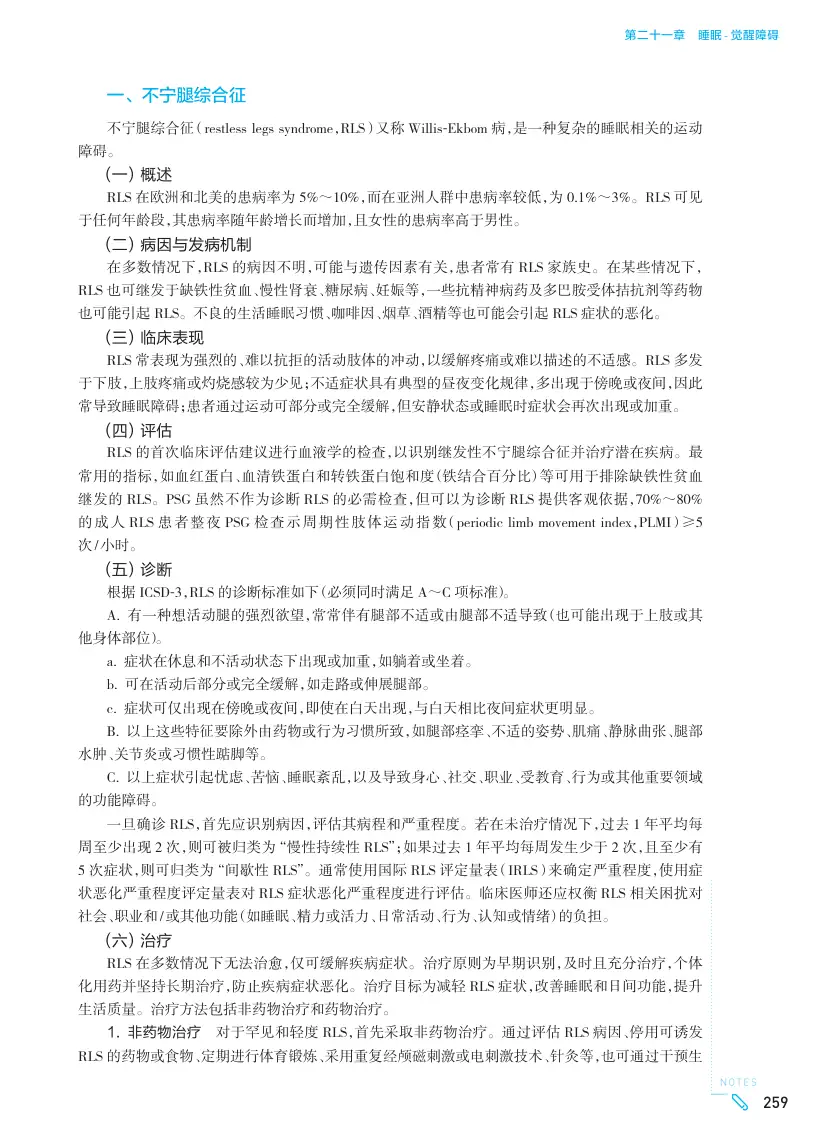 第二十一章　睡眠 - 觉醒障碍
一、不宁腿综合征
不宁腿综合征（restless legs syndrome，RLS）又称 Willis-Ekbom 病，是一种复杂的睡眠相关的运动
障碍。
（一）概述
RLS 在欧洲和北美的患病率为 5%～10%，而在亚洲人群中患病率较低，为 0.1%～3%。RLS 可见
于任何年龄段，其患病率随年龄增长而增加，且女性的患病率高于男性。
（二）病因与发病机制
在多数情况下，RLS 的病因不明，可能与遗传因素有关，患者常有 RLS 家族史。在某些情况下，
RLS 也可继发于缺铁性贫血、慢性肾衰、糖尿病、妊娠等，一些抗精神病药及多巴胺受体拮抗剂等药物
也可能引起 RLS。不良的生活睡眠习惯、咖啡因、烟草、酒精等也可能会引起 RLS 症状的恶化。
（三）临床表现
RLS 常表现为强烈的、难以抗拒的活动肢体的冲动，以缓解疼痛或难以描述的不适感。RLS 多发
于下肢，上肢疼痛或灼烧感较为少见；不适症状具有典型的昼夜变化规律，多出现于傍晚或夜间，因此
常导致睡眠障碍；患者通过运动可部分或完全缓解，但安静状态或睡眠时症状会再次出现或加重。
（四）评估
RLS 的首次临床评估建议进行血液学的检查，以识别继发性不宁腿综合征并治疗潜在疾病。最
常用的指标，如血红蛋白、血清铁蛋白和转铁蛋白饱和度（铁结合百分比）等可用于排除缺铁性贫血
继发的 RLS。PSG 虽然不作为诊断 RLS 的必需检查，但可以为诊断 RLS 提供客观依据，70%～80%
的成人 RLS 患者整夜 PSG 检查示周期性肢体运动指数（periodic limb movement index，PLMI）≥5
次 / 小时。
（五）诊断
根据 ICSD-3，RLS 的诊断标准如下（必须同时满足 A～C 项标准）。
A. 有一种想活动腿的强烈欲望，常常伴有腿部不适或由腿部不适导致（也可能出现于上肢或其
他身体部位）。
a. 症状在休息和不活动状态下出现或加重，如躺着或坐着。
b. 可在活动后部分或完全缓解，如走路或伸展腿部。
c. 症状可仅出现在傍晚或夜间，即使在白天出现，与白天相比夜间症状更明显。
B. 以上这些特征要除外由药物或行为习惯所致，如腿部痉挛、不适的姿势、肌痛、静脉曲张、腿部
水肿、关节炎或习惯性踮脚等。
C. 以上症状引起忧虑、苦恼、睡眠紊乱，以及导致身心、社交、职业、受教育、行为或其他重要领域
的功能障碍。
一旦确诊 RLS，首先应识别病因，评估其病程和严重程度。若在未治疗情况下，过去 1 年平均每
周至少出现 2 次，则可被归类为 “慢性持续性 RLS”；如果过去 1 年平均每周发生少于 2 次，且至少有
5 次症状，则可归类为 “间歇性 RLS”。通常使用国际 RLS 评定量表（IRLS）来确定严重程度，使用症
状恶化严重程度评定量表对 RLS 症状恶化严重程度进行评估。临床医师还应权衡 RLS 相关困扰对
社会、职业和 / 或其他功能（如睡眠、精力或活力、日常活动、行为、认知或情绪）的负担。
（六）治疗
RLS 在多数情况下无法治愈，仅可缓解疾病症状。治疗原则为早期识别，及时且充分治疗，个体
化用药并坚持长期治疗，防止疾病症状恶化。治疗目标为减轻 RLS 症状，改善睡眠和日间功能，提升
生活质量。治疗方法包括非药物治疗和药物治疗。
1. 非药物治疗　对于罕见和轻度 RLS，首先采取非药物治疗。通过评估 RLS 病因、停用可诱发
RLS 的药物或食物、定期进行体育锻炼、采用重复经颅磁刺激或电刺激技术、针灸等，也可通过干预生
NOTES
259